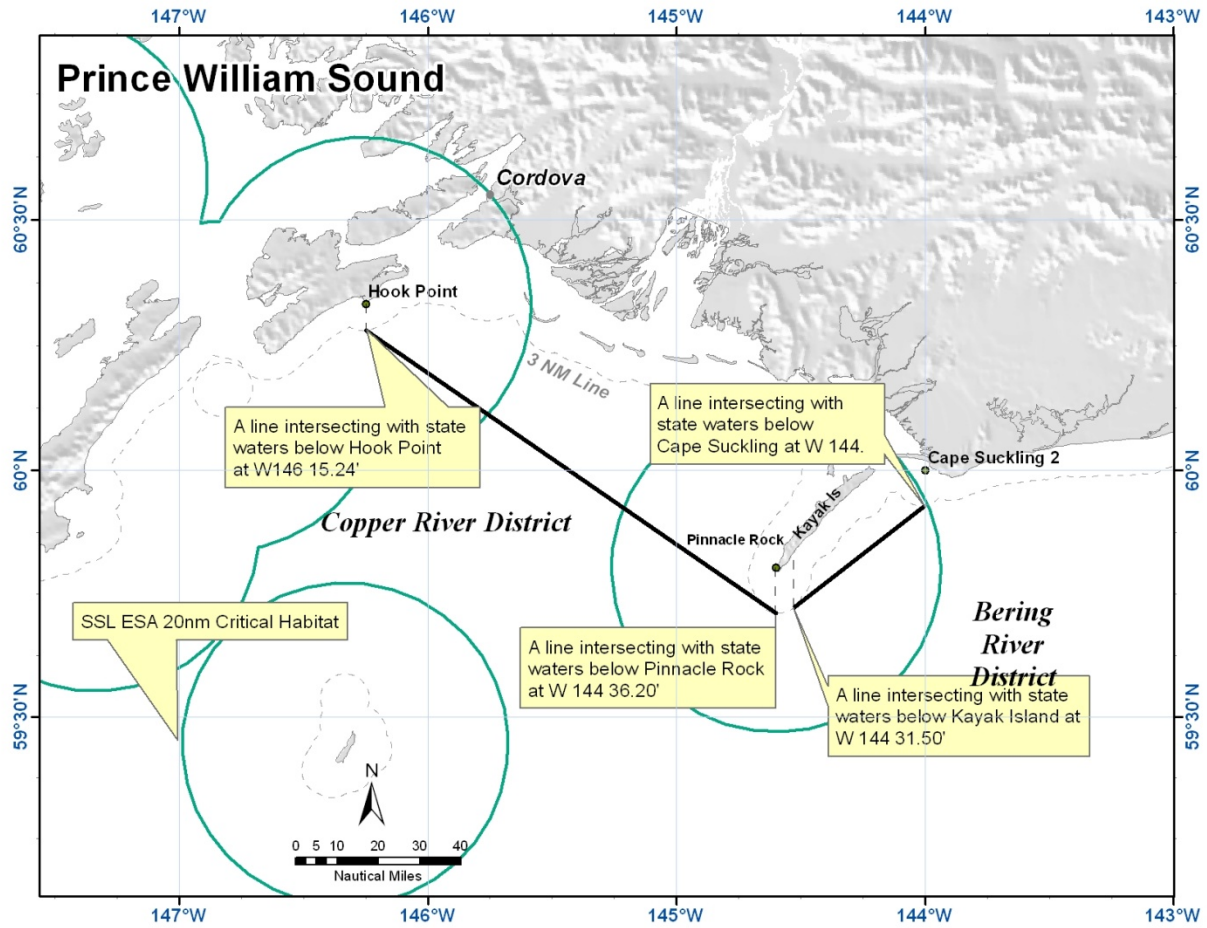 147°W 146°W 145°W 144°W 143°W
Prince William Sound
Cordova
60°30'N 60°30'N
Hook Point
3 NM Line
A line intersecting with state
waters below Hook Point
at W146 15.24'
A line intersecting with
state waters below
Cape Suckling at W 144.
60°N 60°N
Cape Suckling 2
Kayak Is
Copper River District
Pinnacle Rock
SSL ESA 20nm Critical Habitat
Bering
River
District
A line intersecting with state
waters below Pinnacle Rock
at W 144 36.20'
A line intersecting with state
waters below Kayak Island at
W 144 31.50'
59°30'N 59°30'N
N
0 5 10 20 30 40
Nautical Miles
147°W 146°W 145°W 144°W 143°W